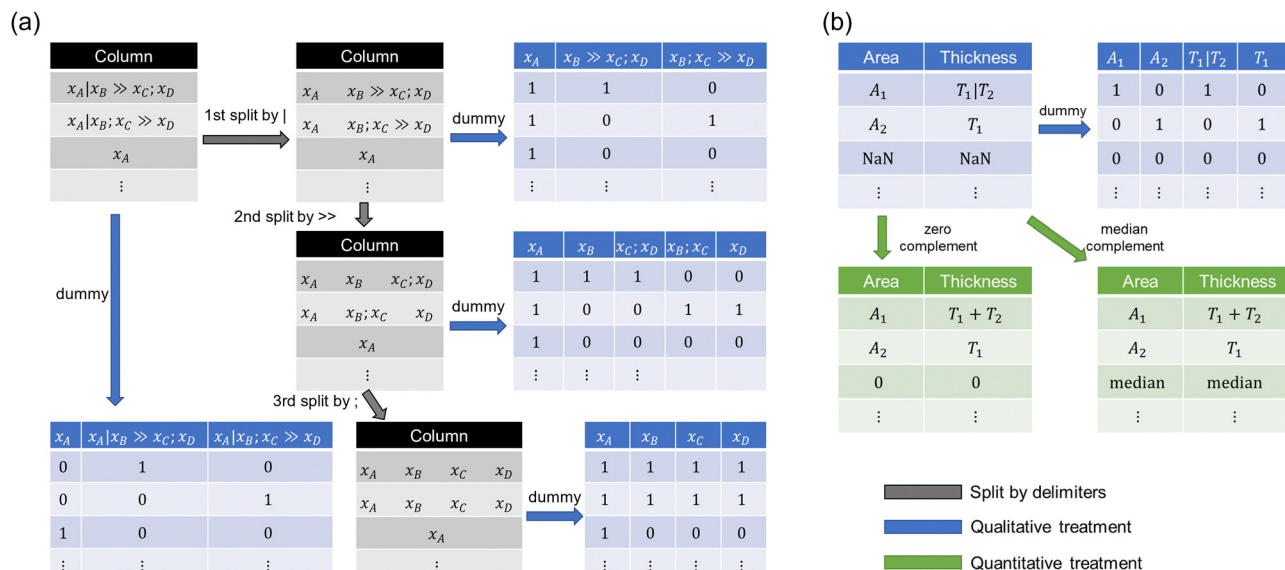 (a)
Column
x_A|x_B ≫ x_C; x_D
x_A|x_B; x_C ≫ x_D
x_A
⋮
1st split by |
Column
x_A x_B ≫ x_C; x_D
x_A x_B; x_C ≫ x_D
x_A
⋮
dummy
x_A x_B ≫ x_C; x_D x_B; x_C ≫ x_D
1 1 0
1 0 1
1 0 0
⋮ ⋮ ⋮
2nd split by >>
Column
x_A x_B x_C; x_D
x_A x_B; x_C x_D
x_A
⋮
dummy
x_A x_B x_C; x_D x_B; x_C x_D
1 1 1 0 0
1 0 0 1 1
1 0 0 0 0
⋮ ⋮ ⋮
dummy
x_A x_A|x_B ≫ x_C; x_D x_A|x_B; x_C ≫ x_D
0 1 0
0 0 1
1 0 0
⋮ ⋮ ⋮
3rd split by ;
Column
x_A x_B x_C x_D
x_A x_B x_C x_D
x_A
⋮
dummy
x_A x_B x_C x_D
1 1 1 1
1 1 1 1
1 0 0 0
⋮ ⋮ ⋮ ⋮
(b)
Area Thickness
A_1 T_1|T_2
A_2 T_1
NaN NaN
⋮ ⋮
dummy
A_1 A_2 T_1|T_2 T_1
1 0 1 0
0 1 0 1
0 0 0 0
⋮ ⋮ ⋮ ⋮
zero
complement
median
complement
Area Thickness
A_1 T_1 + T_2
A_2 T_1
0 0
⋮ ⋮
Area Thickness
A_1 T_1 + T_2
A_2 T_1
median median
⋮ ⋮
Split by delimiters
Qualitative treatment
Quantitative treatment